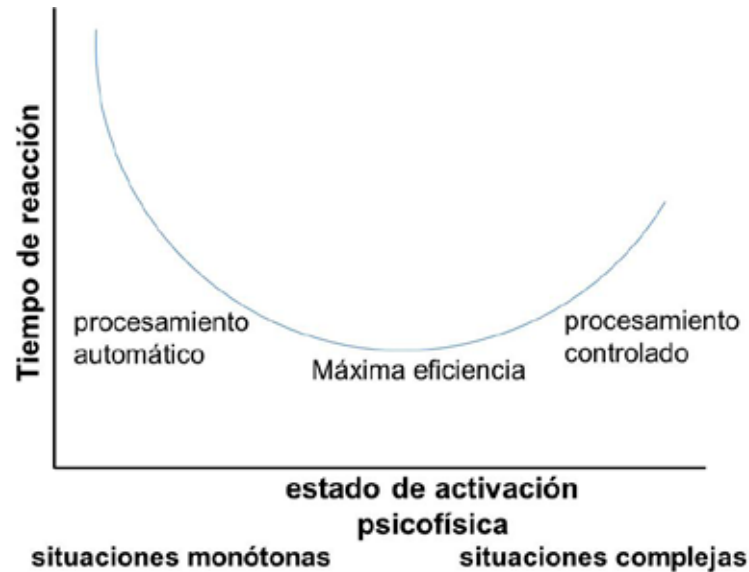 Tiempo de reacción
procesamiento
automático
Máxima eficiencia
procesamiento
controlado
estado de activación
psicofísica
situaciones monótonas
situaciones complejas